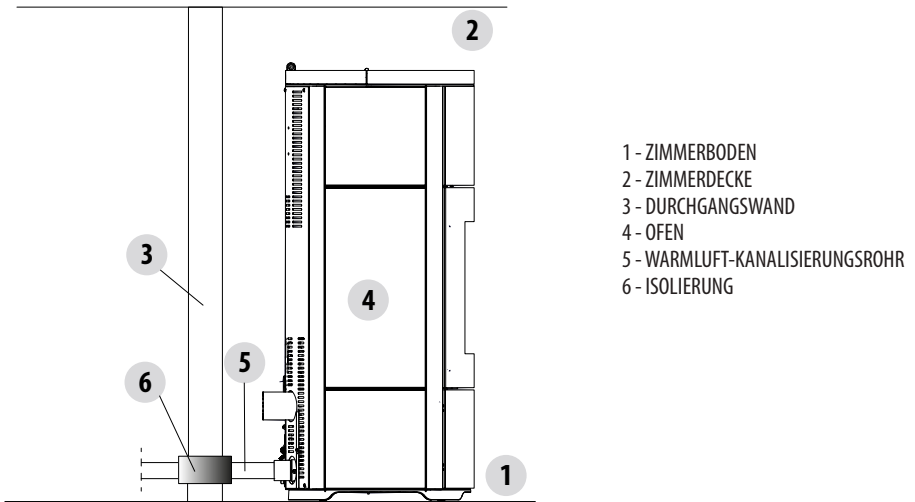 2
3
4
5
6
1
1 - ZIMMERBODEN
2 - ZIMMERDECKE
3 - DURCHGANGSWAND
4 - OFEN
5 - WARMLUFT-KANALISIERUNGSROHR
6 - ISOLIERUNG